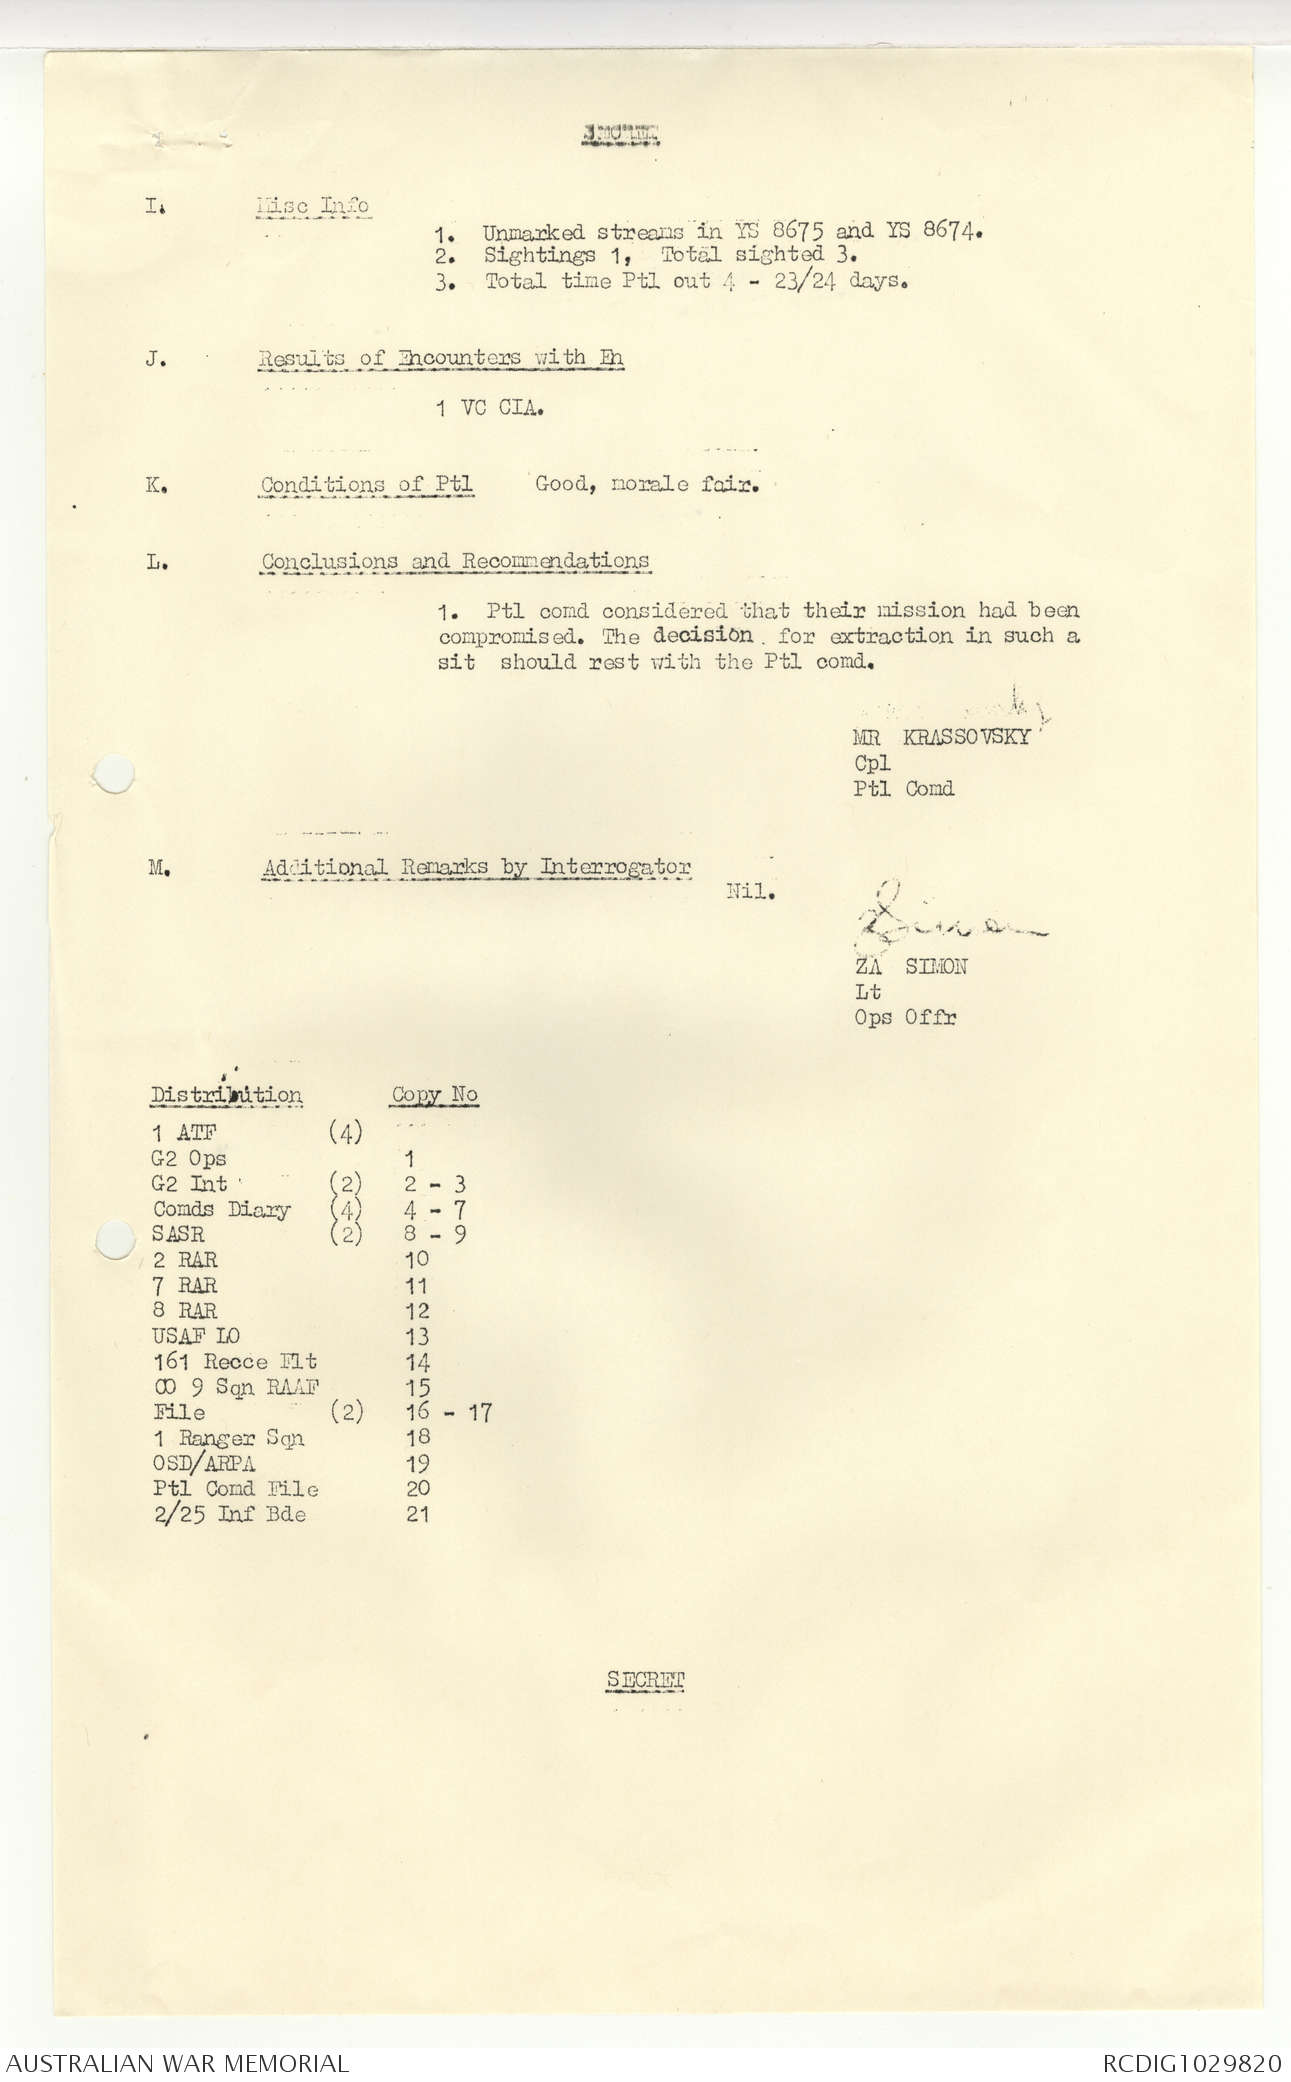 SECRET
I. Misc Info
1. Unmarked streams in YS 8675 and YS 8674.
2. Sightings 1, Total sighted 3.
3. Total time Ptl out 4 - 23/24 days.
J. Results of Encounters with En
1 VC CIA.
K. Conditions of Ptl Good, morale fair.
L. Conclusions and Recommendations
1. Ptl comd considered that their mission had been
compromised. The decision for extraction in such a
sit should rest with the Ptl comd.
MR KRASSOVSKY
Cpl
Ptl Comd
M. Additional Remarks by Interrogator
Nil.
ZA Simon
ZA SIMON
Lt
Ops Offr
Distribution Copy No
1 ATF (4)
G2 Ops 1
G2 Int (2) 2 - 3
Comds Diary (4) 4 - 7
SASR (2) 8 - 9
2 RAR 10
7 RAR 11
8 RAR 12
USAF LO 13
161 Recce Flt 14
CO 9 Sqn RAAF 15
File (2) 16 - 17
1 Ranger Sqn 18
OSD/ARPA 19
Ptl Comd File 20
2/25 Inf Bde 21
SECRET
AUSTRALIAN WAR MEMORIAL RCDIG1029820